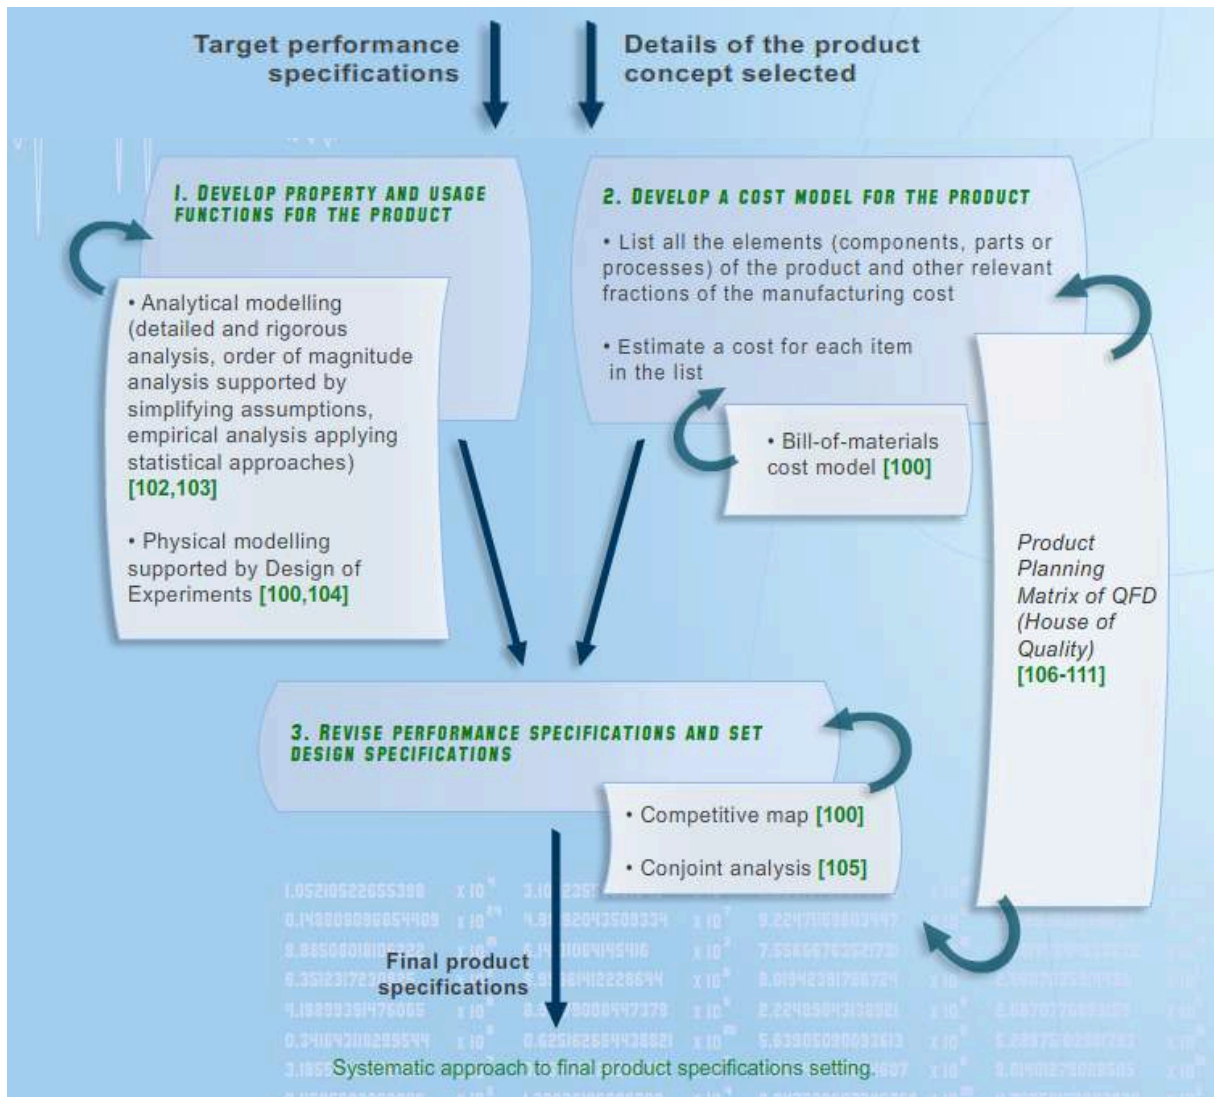 Target performance
specifications
Details of the product
concept selected
1. DEVELOP PROPERTY AND USAGE
FUNCTIONS FOR THE PRODUCT
• Analytical modelling
(detailed and rigorous
analysis, order of magnitude
analysis supported by
simplifying assumptions,
empirical analysis applying
statistical approaches)
[102,103]
• Physical modelling
supported by Design of
Experiments [100,104]
2. DEVELOP A COST MODEL FOR THE PRODUCT
• List all the elements (components, parts or
processes) of the product and other relevant
fractions of the manufacturing cost
• Estimate a cost for each item
in the list
• Bill-of-materials
cost model [100]
Product
Planning
Matrix of QFD
(House of
Quality)
[106-111]
3. REVISE PERFORMANCE SPECIFICATIONS AND SET
DESIGN SPECIFICATIONS
• Competitive map [100]
• Conjoint analysis [105]
Final product
specifications
Systematic approach to final product specifications setting.